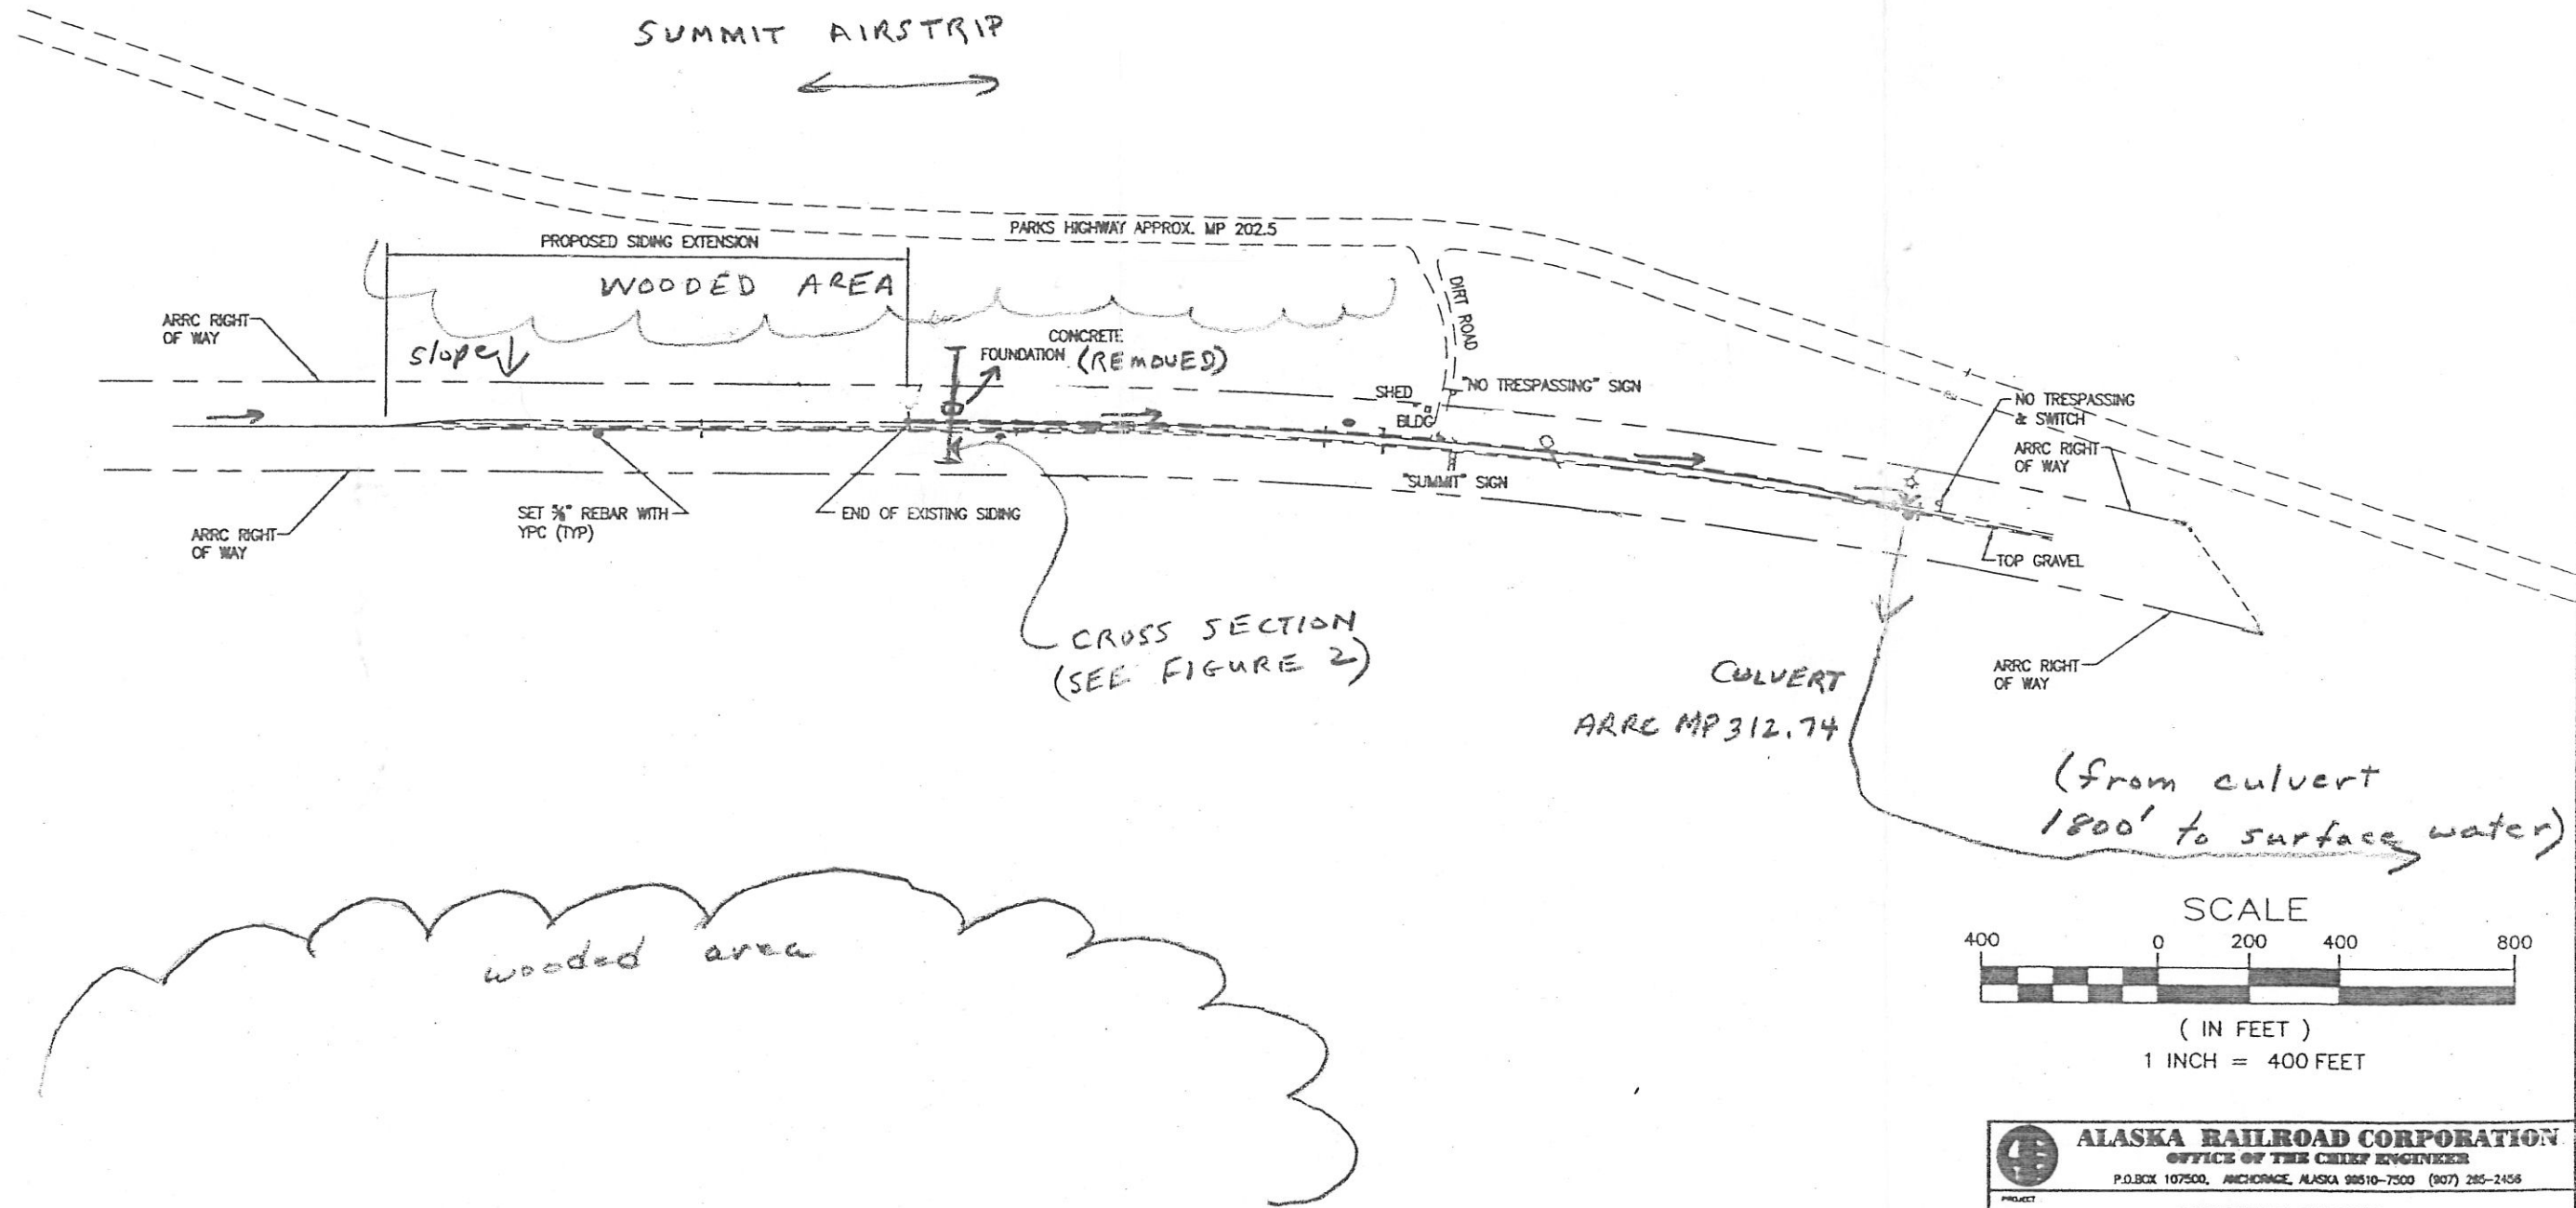 SUMMIT AIRSTRIP
PARKS HIGHWAY APPROX. MP 202.5
PROPOSED SIDING EXTENSION
WOODED AREA
ARRC RIGHT
OF WAY
slope
CONCRETE
FOUNDATION (REMOVED)
DIRT ROAD
SHED
"NO TRESPASSING" SIGN
BLDG
NO TRESPASSING
& SWITCH
ARRC RIGHT
OF WAY
"SUMMIT" SIGN
SET ⅝" REBAR WITH
YPC (TYP)
END OF EXISTING SIDING
ARRC RIGHT
OF WAY
TOP GRAVEL
CROSS SECTION
(SEE FIGURE 2)
ARRC RIGHT
OF WAY
CULVERT
ARRC MP 312.74
(from culvert
1800' to surface water)
wooded area
SCALE
400 0 200 400 800
( IN FEET )
1 INCH = 400 FEET
ALASKA RAILROAD CORPORATION
OFFICE OF THE CHIEF ENGINEER
P.O.BOX 107500, ANCHORAGE, ALASKA 99510-7500 (907) 265-2456
PROJECT